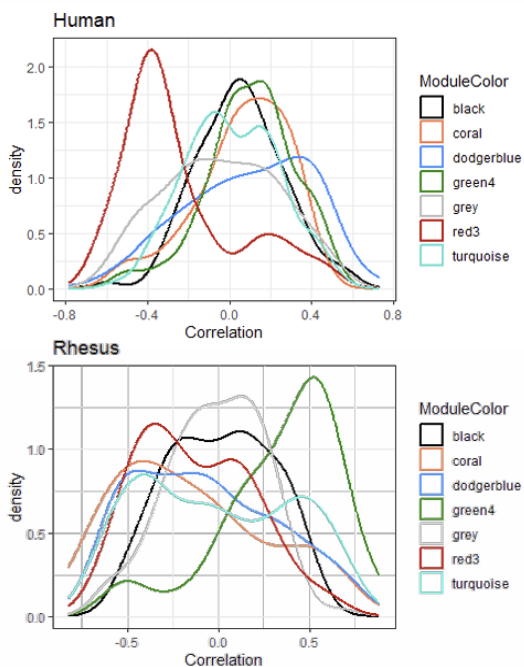 Human
2.0
1.5
1.0
0.5
0.0
density
-0.8
-0.4
0.0
0.4
0.8
Correlation
ModuleColor
black
coral
dodgerblue
green4
grey
red3
turquoise
Rhesus
1.5
1.0
0.5
0.0
density
-0.5
0.0
0.5
Correlation
ModuleColor
black
coral
dodgerblue
green4
grey
red3
turquoise